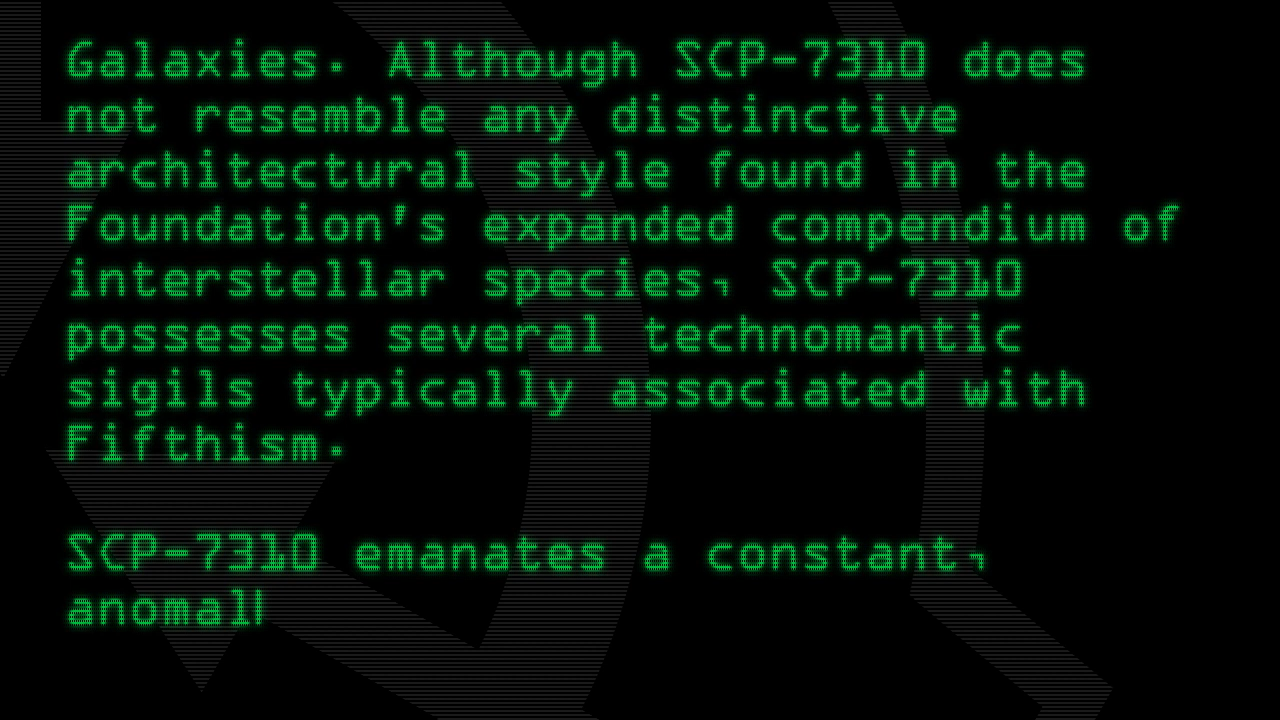 Galaxies. Although SCP-7310 does
not resemble any distinctive
architectural style found in the
Foundation's expanded compendium of
interstellar species, SCP-7310
possesses several technomantic
sigils typically associated with
Fifthism.
SCP-7310 emanates a constant,
anomal